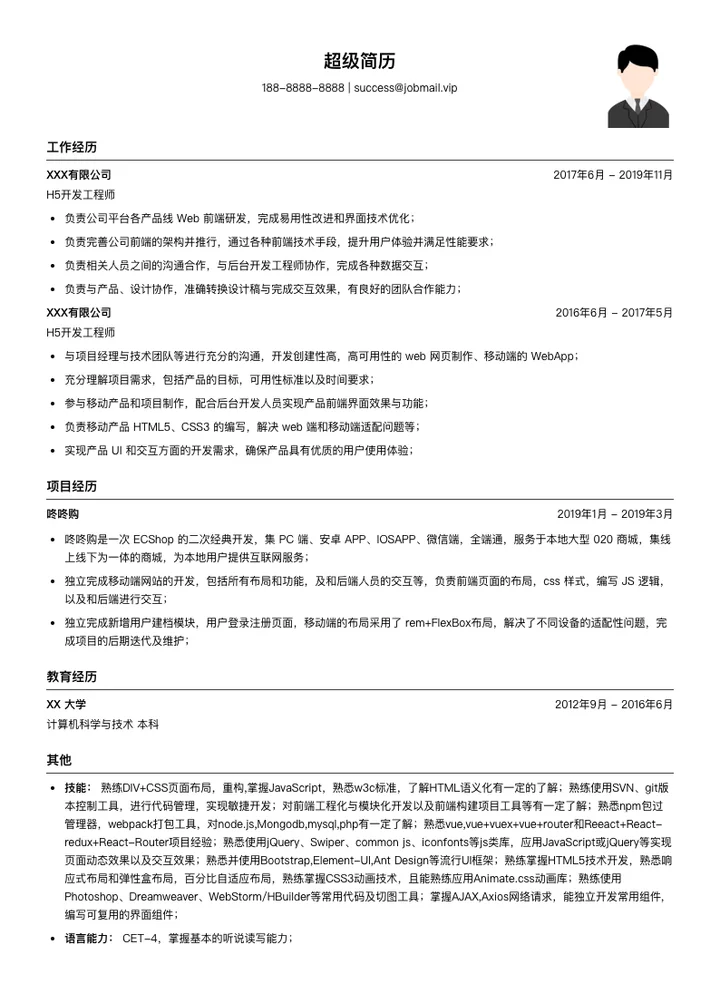 超级简历
188-8888-8888 | success@jobmail.vip
工作经历
XXX有限公司 2017年6月 – 2019年11月
H5开发工程师
• 负责公司平台各产品线 Web 前端研发，完成易用性改进和界面技术优化；
• 负责完善公司前端的架构并推行，通过各种前端技术手段，提升用户体验并满足性能要求；
• 负责相关人员之间的沟通合作，与后台开发工程师协作，完成各种数据交互；
• 负责与产品、设计协作，准确转换设计稿与完成交互效果，有良好的团队合作能力；
XXX有限公司 2016年6月 – 2017年5月
H5开发工程师
• 与项目经理与技术团队等进行充分的沟通，开发创建性高，高可用性的 web 网页制作、移动端的 WebApp；
• 充分理解项目需求，包括产品的目标，可用性标准以及时间要求；
• 参与移动产品和项目制作，配合后台开发人员实现产品前端界面效果与功能；
• 负责移动产品 HTML5、CSS3 的编写，解决 web 端和移动端适配问题等；
• 实现产品 UI 和交互方面的开发需求，确保产品具有优质的用户使用体验；
项目经历
咚咚购 2019年1月 – 2019年3月
• 咚咚购是一次 ECShop 的二次经典开发，集 PC 端、安卓 APP、IOSAPP、微信端，全端通，服务于本地大型 020 商城，集线
上线下为一体的商城，为本地用户提供互联网服务；
• 独立完成移动端网站的开发，包括所有布局和功能，及和后端人员的交互等，负责前端页面的布局，css 样式，编写 JS 逻辑，
以及和后端进行交互；
• 独立完成新增用户建档模块，用户登录注册页面，移动端的布局采用了 rem+FlexBox布局，解决了不同设备的适配性问题，完
成项目的后期迭代及维护；
教育经历
XX 大学 2012年9月 – 2016年6月
计算机科学与技术 本科
其他
• 技能： 熟练DIV+CSS页面布局，重构,掌握JavaScript，熟悉w3c标准，了解HTML语义化有一定的了解；熟练使用SVN、git版
本控制工具，进行代码管理，实现敏捷开发；对前端工程化与模块化开发以及前端构建项目工具等有一定了解；熟悉npm包过
管理器，webpack打包工具，对node.js,Mongodb,mysql,php有一定了解；熟悉vue,vue+vuex+vue+router和Reeact+React-
redux+React-Router项目经验；熟悉使用jQuery、Swiper、common js、iconfonts等js类库，应用JavaScript或jQuery等实现
页面动态效果以及交互效果；熟悉并使用Bootstrap,Element-UI,Ant Design等流行UI框架；熟练掌握HTML5技术开发，熟悉响
应式布局和弹性盒布局，百分比自适应布局，熟练掌握CSS3动画技术，且能熟练应用Animate.css动画库；熟练使用
Photoshop、Dreamweaver、WebStorm/HBuilder等常用代码及切图工具；掌握AJAX,Axios网络请求，能独立开发常用组件，
编写可复用的界面组件；
• 语言能力： CET-4，掌握基本的听说读写能力；